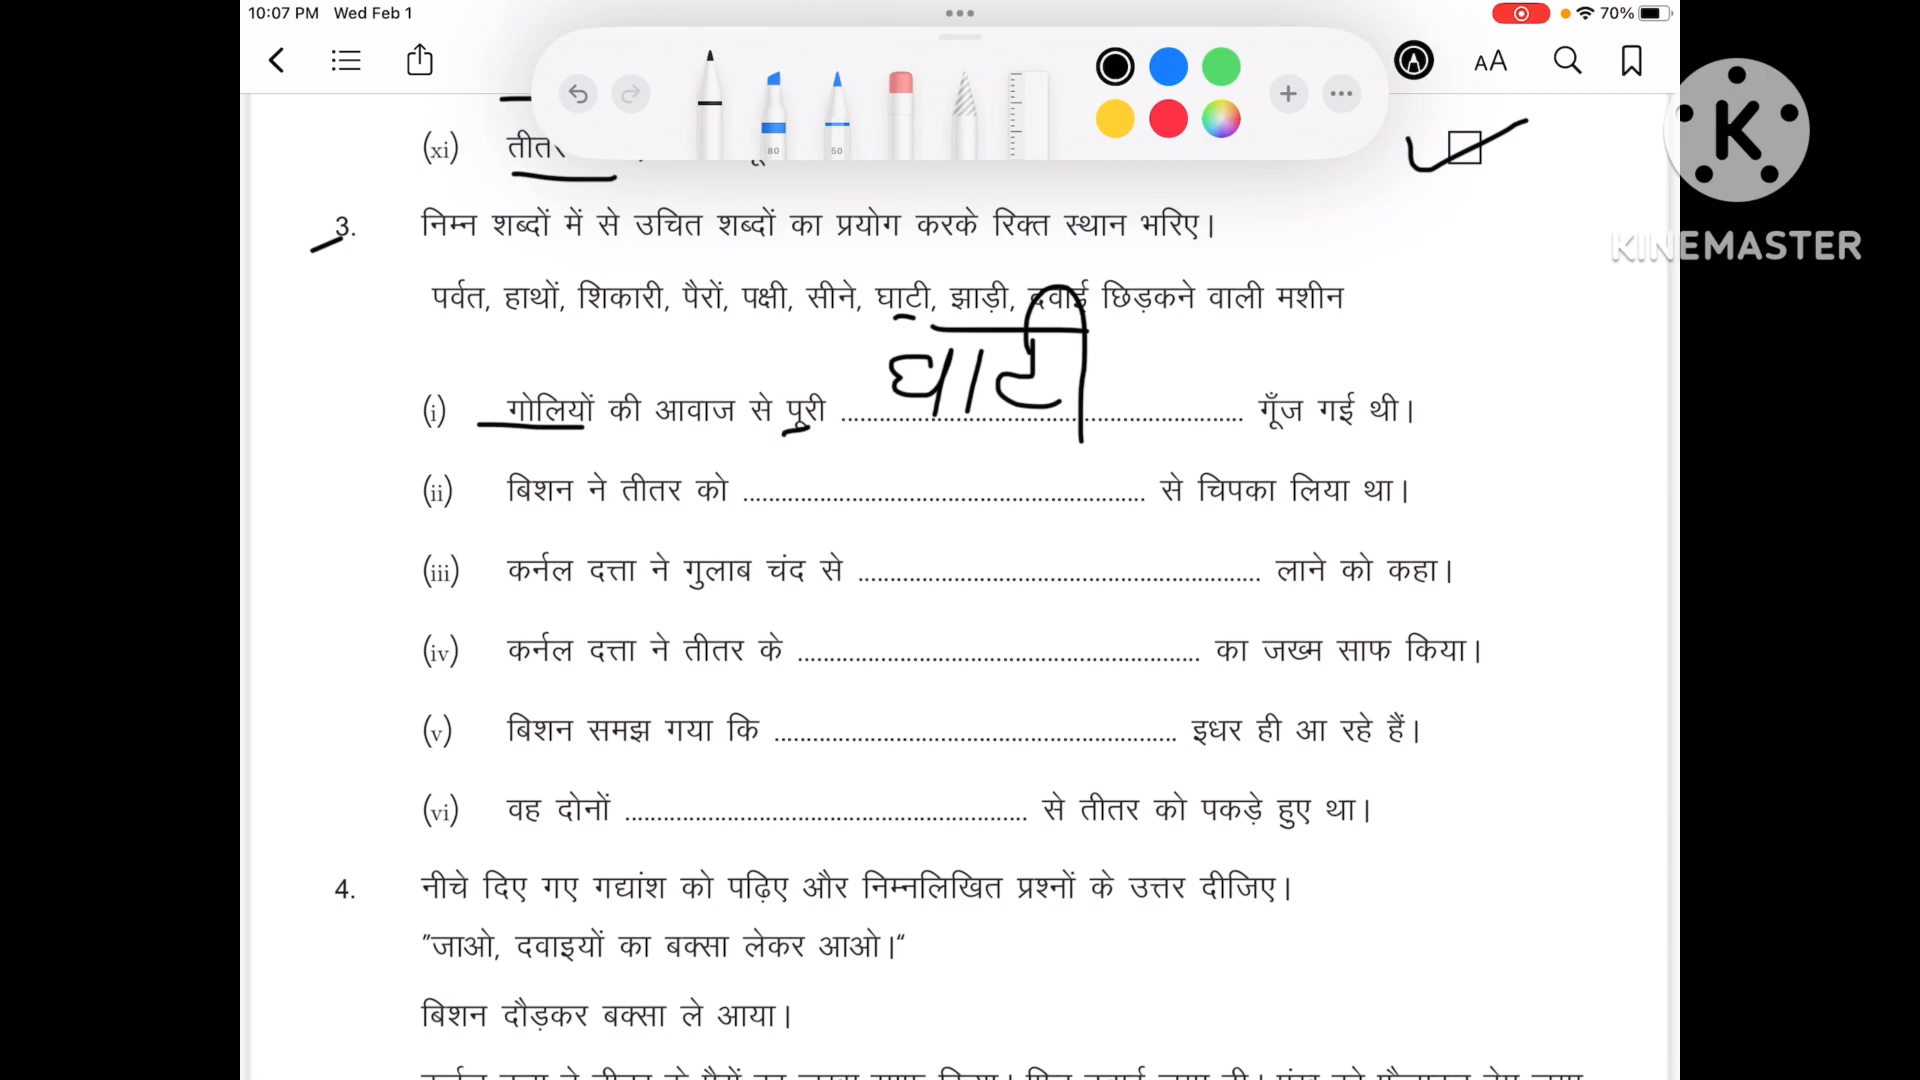 10:07 PM Wed Feb 1
70%
AA
80
50
K
KINEMASTER
(xi) तीतर
3. निम्न शब्दों में से उचित शब्दों का प्रयोग करके रिक्त स्थान भरिए।
पर्वत, हाथों, शिकारी, पैरों, पक्षी, सीने, घाटी, झाड़ी, दवाई छिड़कने वाली मशीन
घाटी
(i) गोलियों की आवाज से पूरी ................................................................ गूँज गई थी।
(ii) बिशन ने तीतर को ................................................................ से चिपका लिया था।
(iii) कर्नल दत्ता ने गुलाब चंद से ................................................................ लाने को कहा।
(iv) कर्नल दत्ता ने तीतर के ................................................................ का जख्म साफ किया।
(v) बिशन समझ गया कि ................................................................ इधर ही आ रहे हैं।
(vi) वह दोनों ................................................................ से तीतर को पकड़े हुए था।
4. नीचे दिए गए गद्यांश को पढ़िए और निम्नलिखित प्रश्नों के उत्तर दीजिए।
"जाओ, दवाइयों का बक्सा लेकर आओ।"
बिशन दौड़कर बक्सा ले आया।